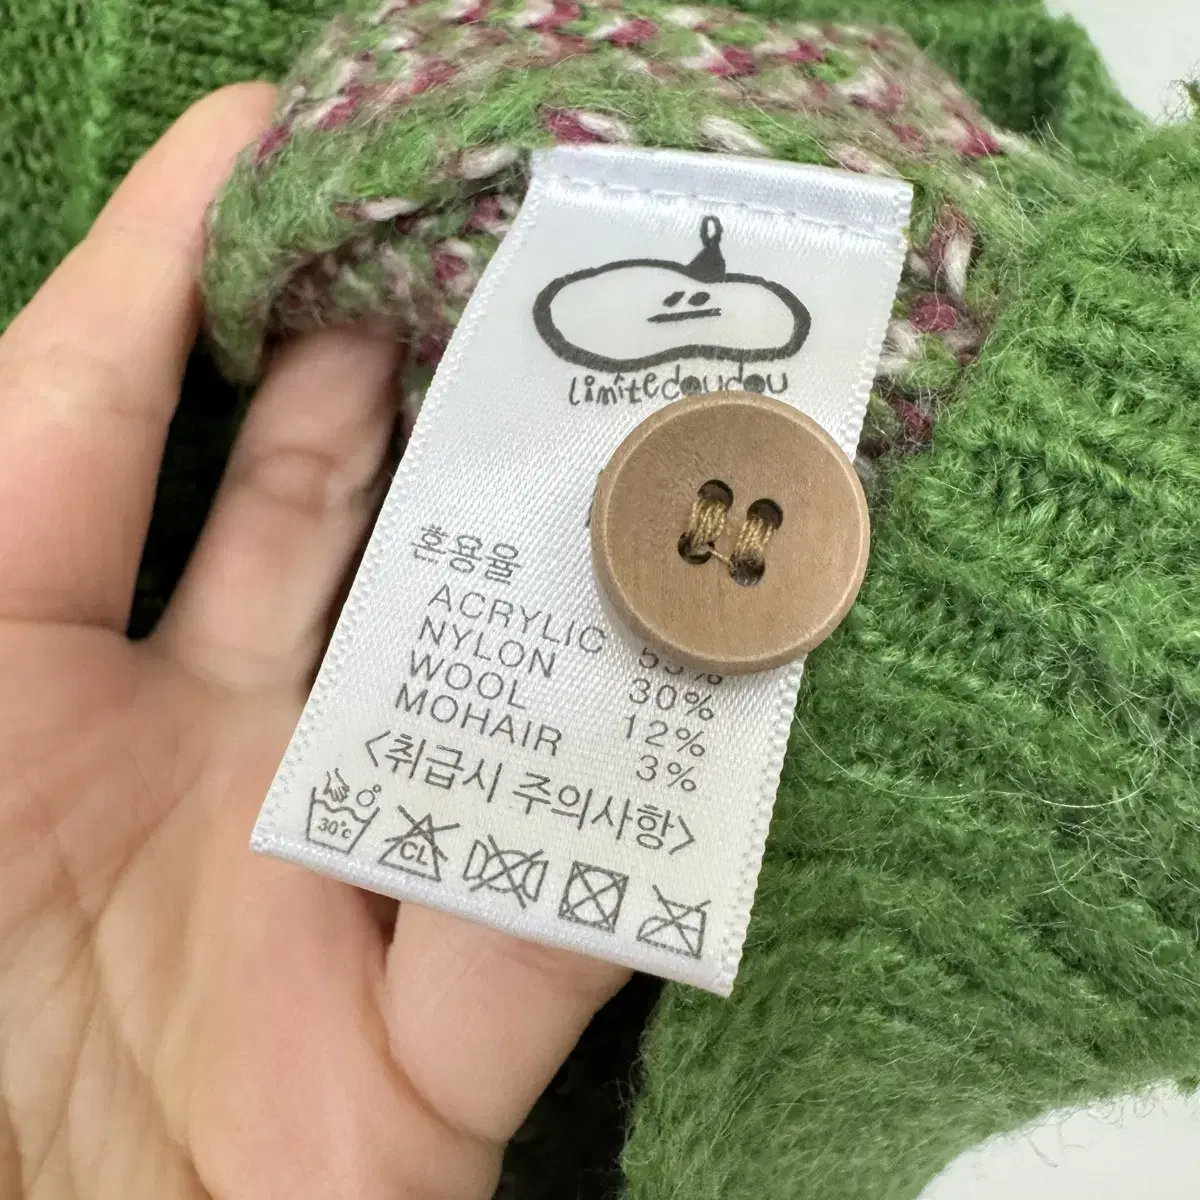 limitedoudou
혼용율
ACRYLIC 55%
NYLON 30%
WOOL 12%
MOHAIR 3%
<취급시 주의사항>
30°c CL